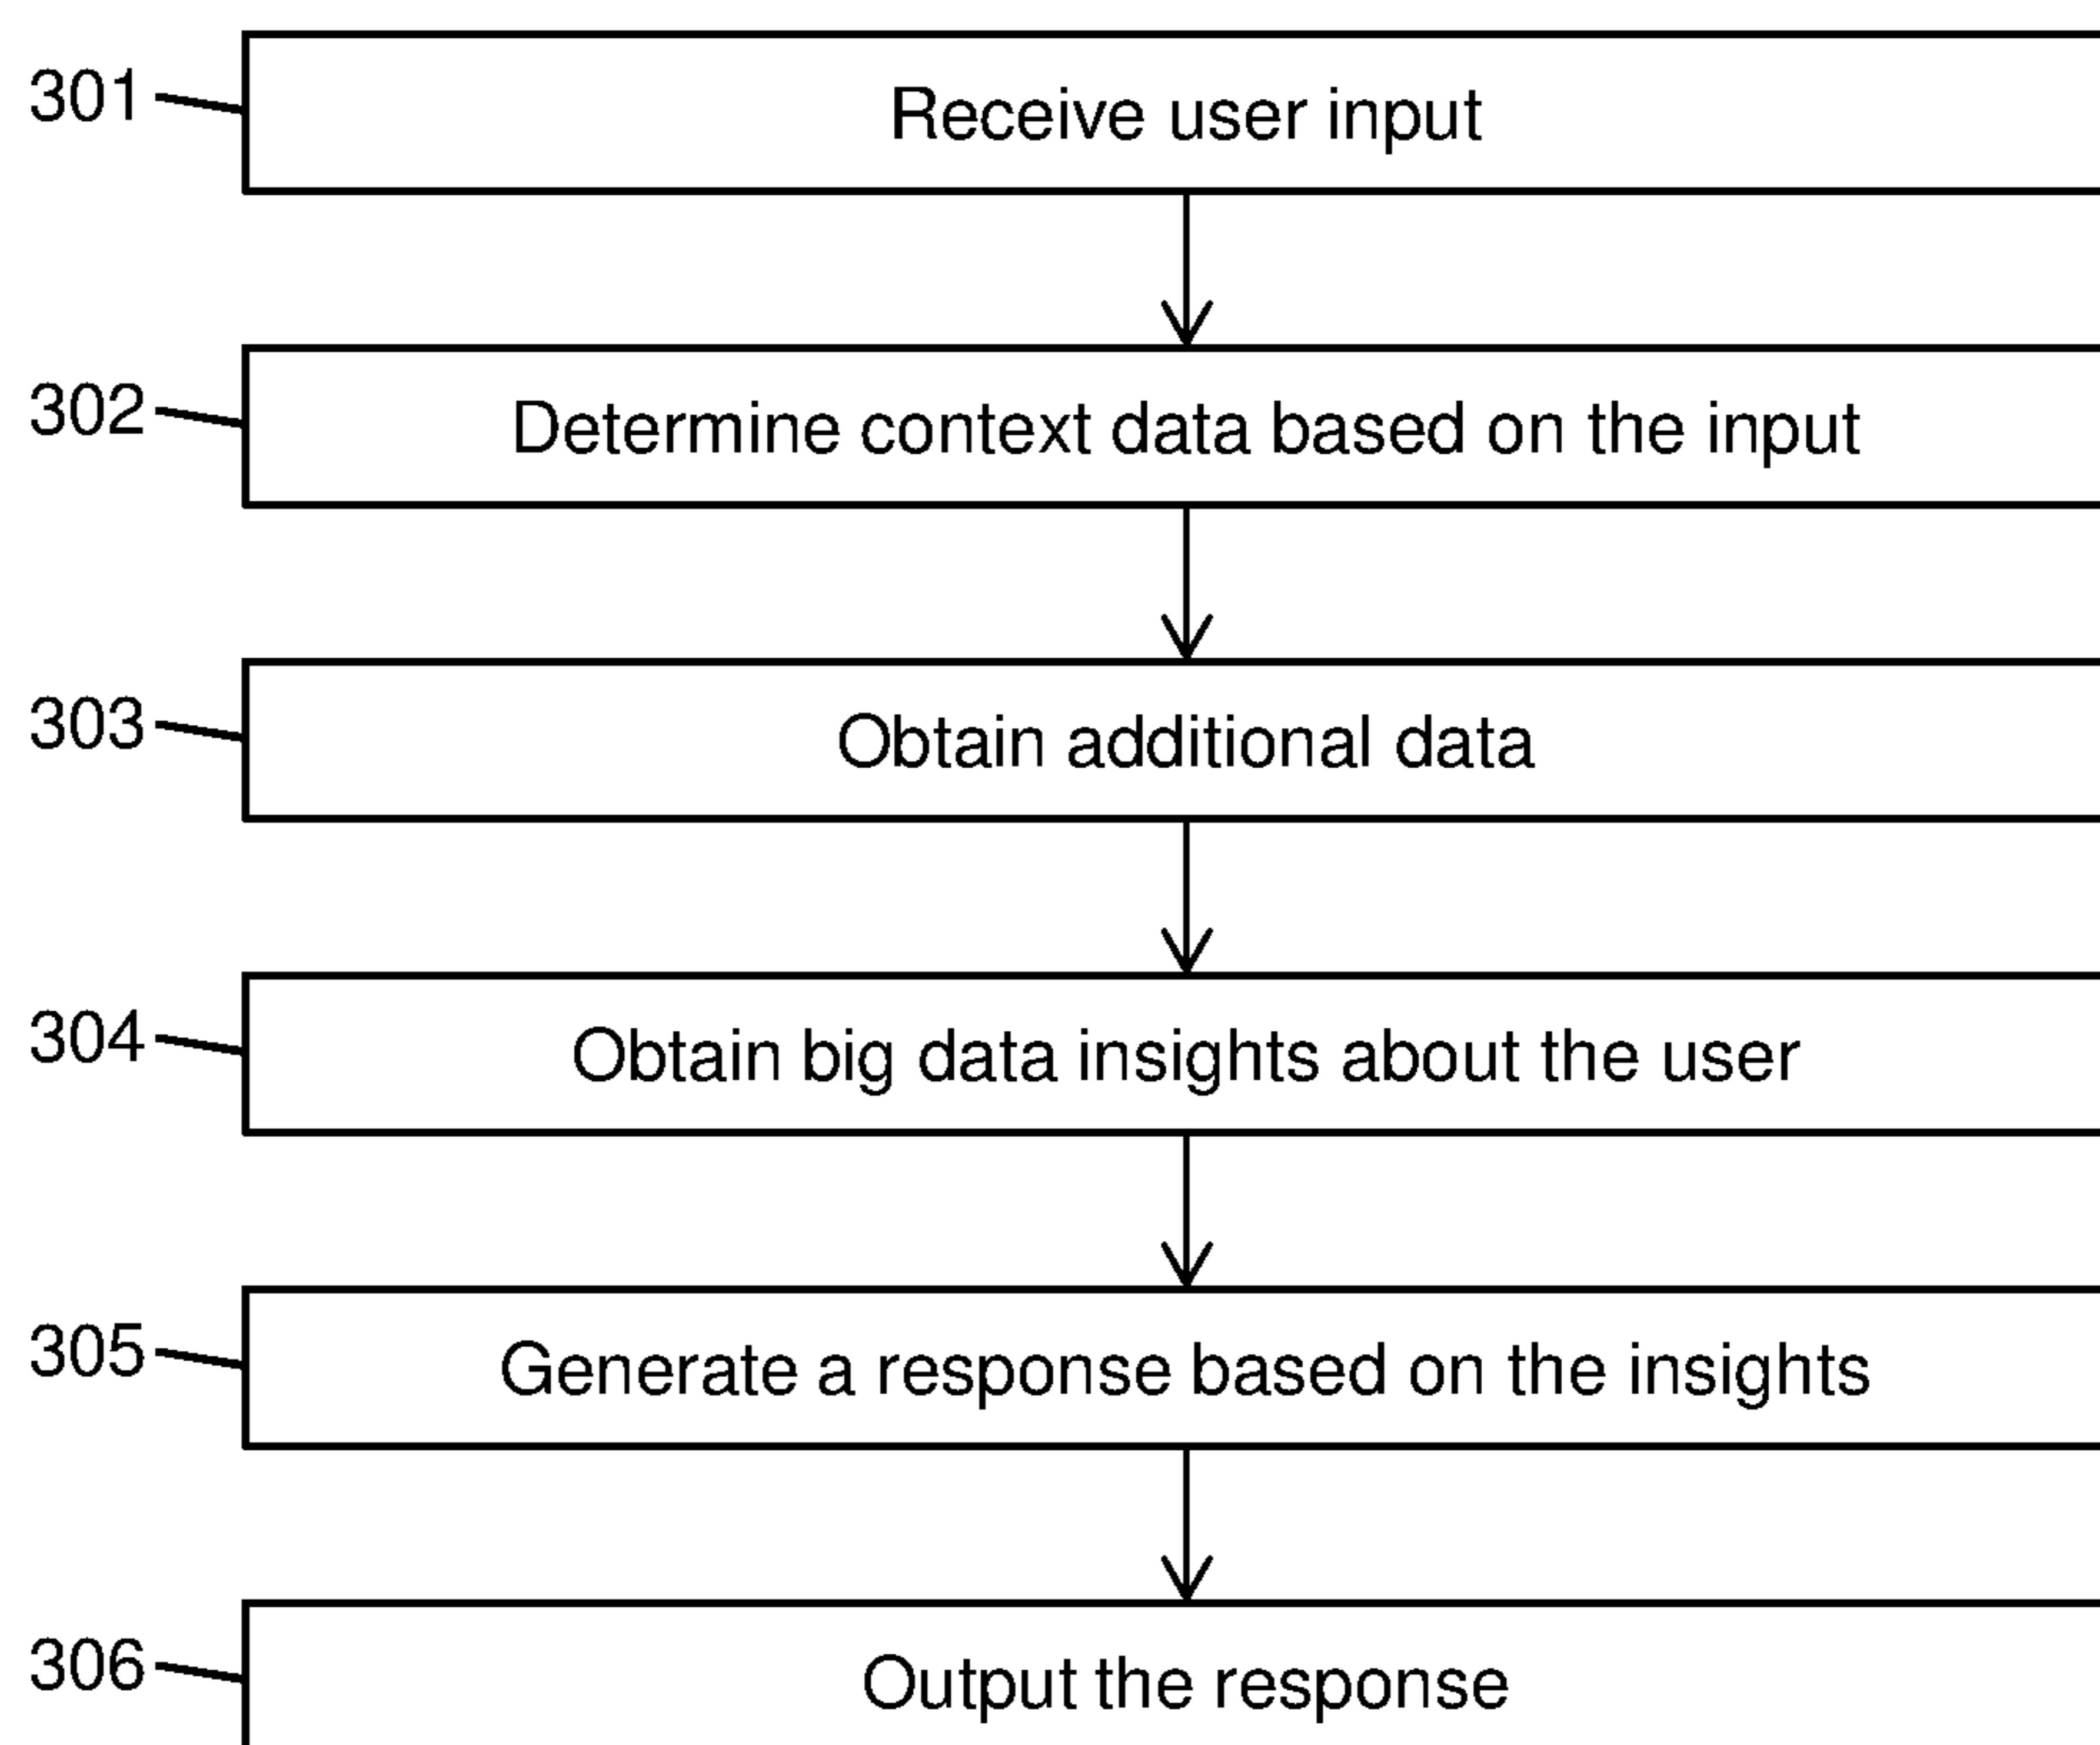 301
Receive user input
302
Determine context data based on the input
303
Obtain additional data
304
Obtain big data insights about the user
305
Generate a response based on the insights
306
Output the response